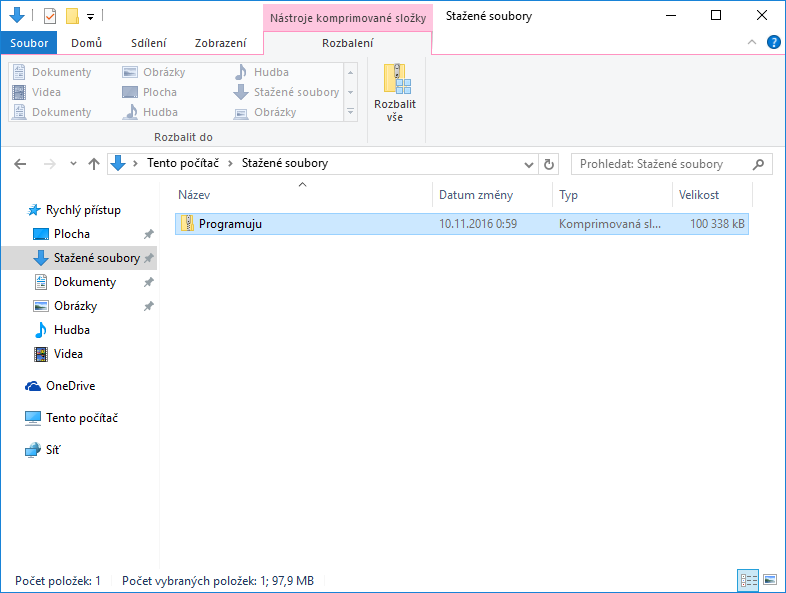 Nástroje komprimované složky
Stažené soubory
Soubor
Domů
Sdílení
Zobrazení
Rozbalení
Dokumenty
Obrázky
Hudba
Videa
Plocha
Stažené soubory
Dokumenty
Hudba
Obrázky
Rozbalit
vše
Rozbalit do
Tento počítač
Stažené soubory
Prohledat: Stažené soubory
Název
Datum změny
Typ
Velikost
Programuju
10.11.2016 0:59
Komprimovaná sl...
100 338 kB
Rychlý přístup
Plocha
Stažené soubory
Dokumenty
Obrázky
Hudba
Videa
OneDrive
Tento počítač
Síť
Počet položek: 1
Počet vybraných položek: 1; 97,9 MB